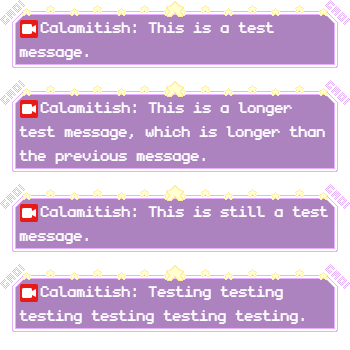 Calamitish: This is a test
message.
Calamitish: This is a longer
test message, which is longer than
the previous message.
Calamitish: This is still a test
message.
Calamitish: Testing testing
testing testing testing testing.